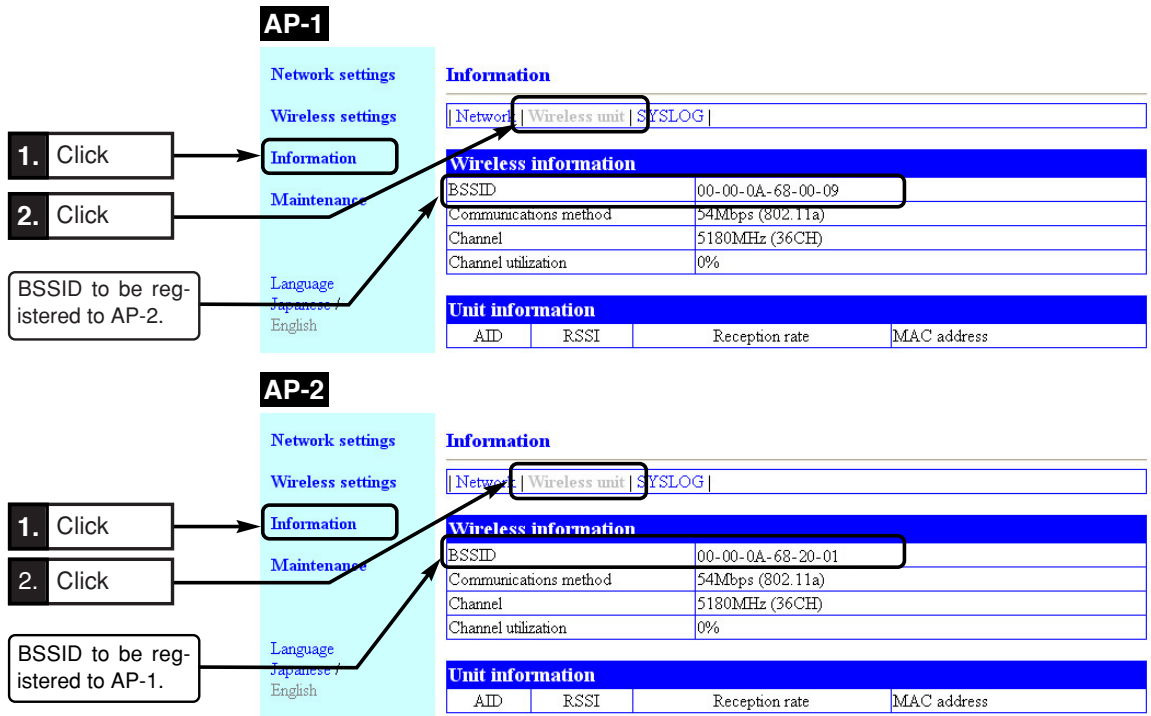 AP-1
Network settings
Information
Wireless settings
| Network | Wireless unit | SYSLOG |
1. Click
Information
Wireless information
BSSID 00-00-0A-68-00-09
Maintenance
2. Click
Communications method 54Mbps (802.11a)
Channel 5180MHz (36CH)
Channel utilization 0%
BSSID to be reg-
istered to AP-2.
Language
Japanese /
English
Unit information
AID RSSI Reception rate MAC address
AP-2
Network settings
Information
Wireless settings
| Network | Wireless unit | SYSLOG |
1. Click
Information
Wireless information
BSSID 00-00-0A-68-20-01
Maintenance
2. Click
Communications method 54Mbps (802.11a)
Channel 5180MHz (36CH)
Channel utilization 0%
BSSID to be reg-
istered to AP-1.
Language
Japanese /
English
Unit information
AID RSSI Reception rate MAC address